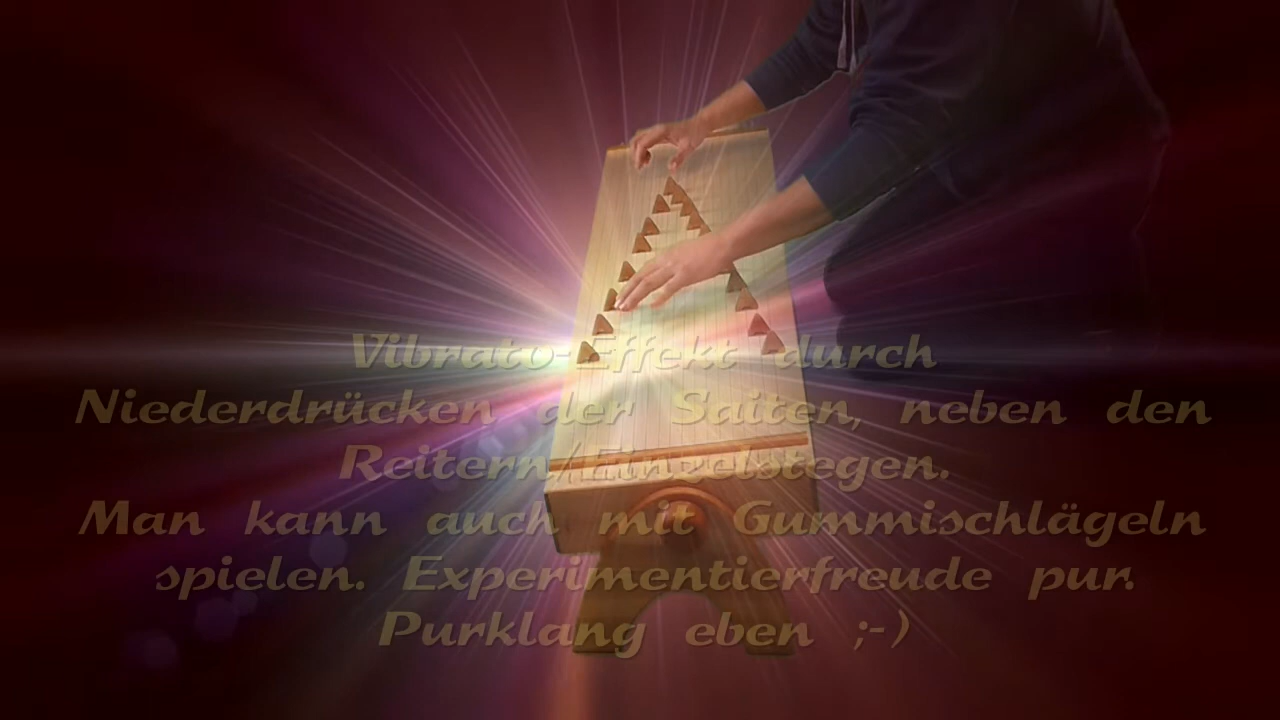 Vibrato-Effekt durch
Niederdrücken der Saiten, neben den
Reitern/Einzelstegen.
Man kann auch mit Gummischlägeln
spielen. Experimentierfreude pur.
Purklang eben ;-)